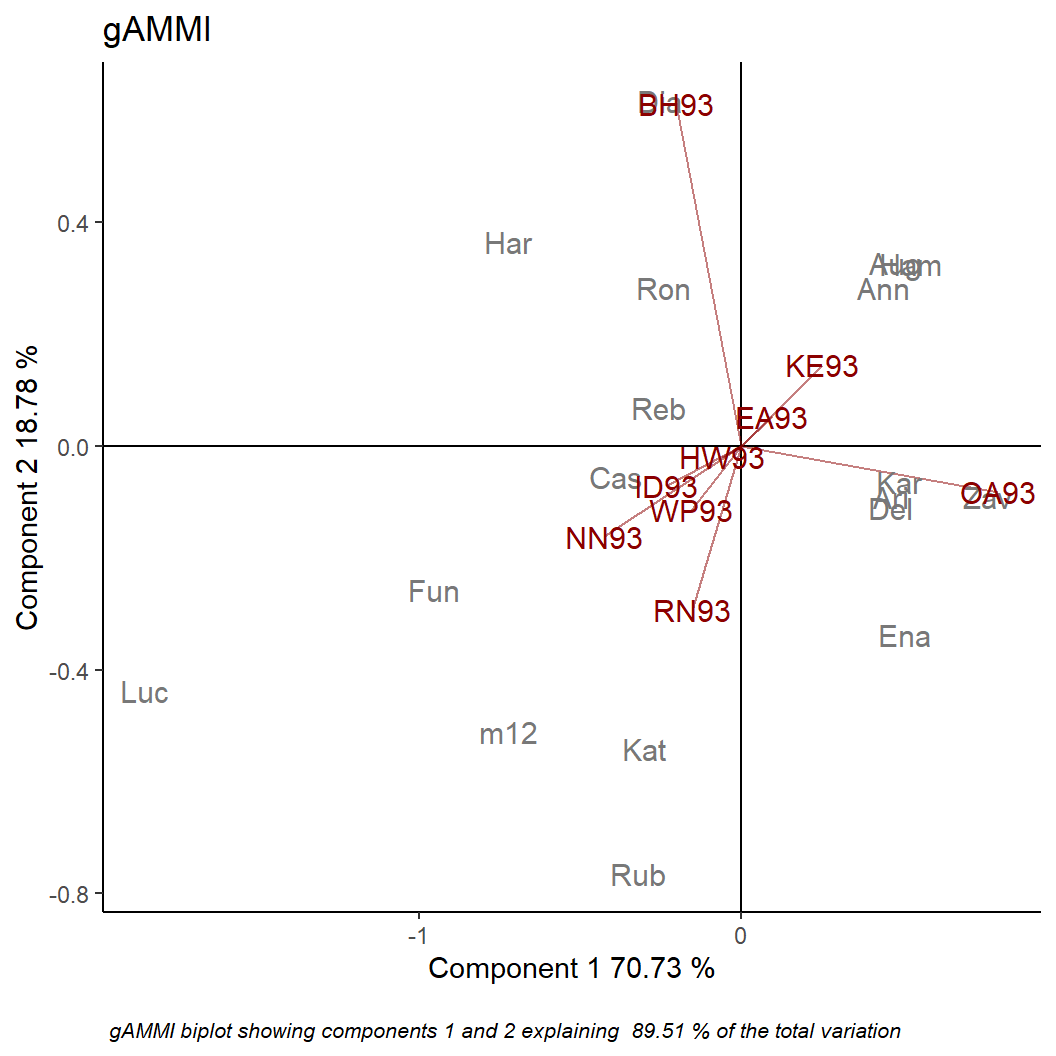 gAMMI
Dia
BH93
0.4
Har
Aug
Ham
Ron
Ann
KE93
Reb
EA93
0.0
HW93
Cas
ID93
Kar
OA93
Zav
Arl
Del
WP93
NN93
Fun
RN93
Ena
-0.4
Luc
m12
Kat
Rub
-0.8
-1
0
Component 2 18.78 %
Component 1 70.73 %
gAMMI biplot showing components 1 and 2 explaining  89.51 % of the total variation